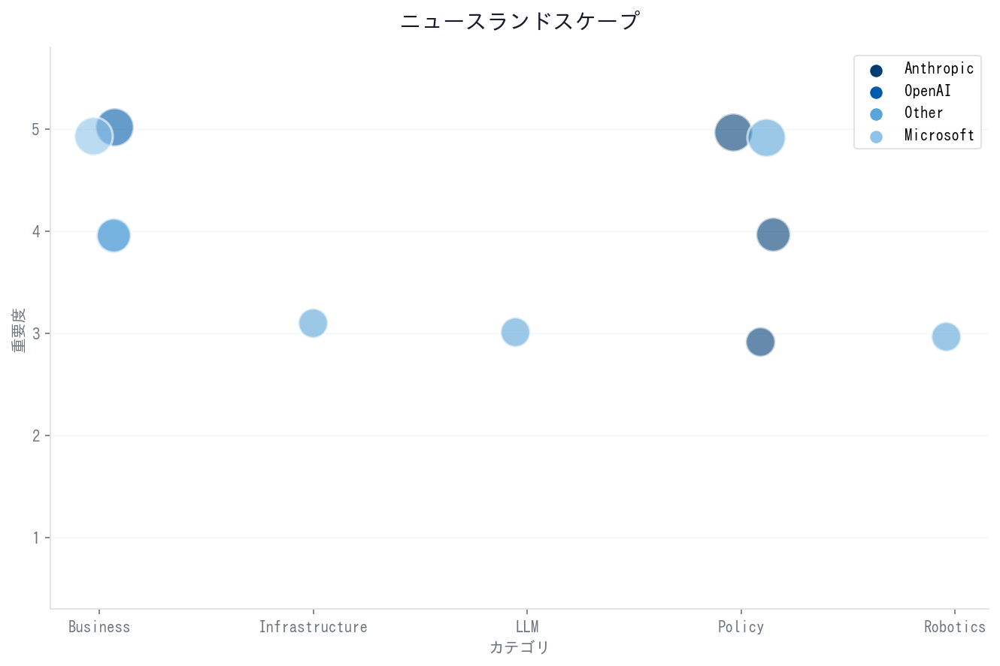 ニュースランドスケープ
Anthropic
OpenAI
Other
Microsoft
重要度
5
4
3
2
1
Business
Infrastructure
LLM
Policy
Robotics
カテゴリ